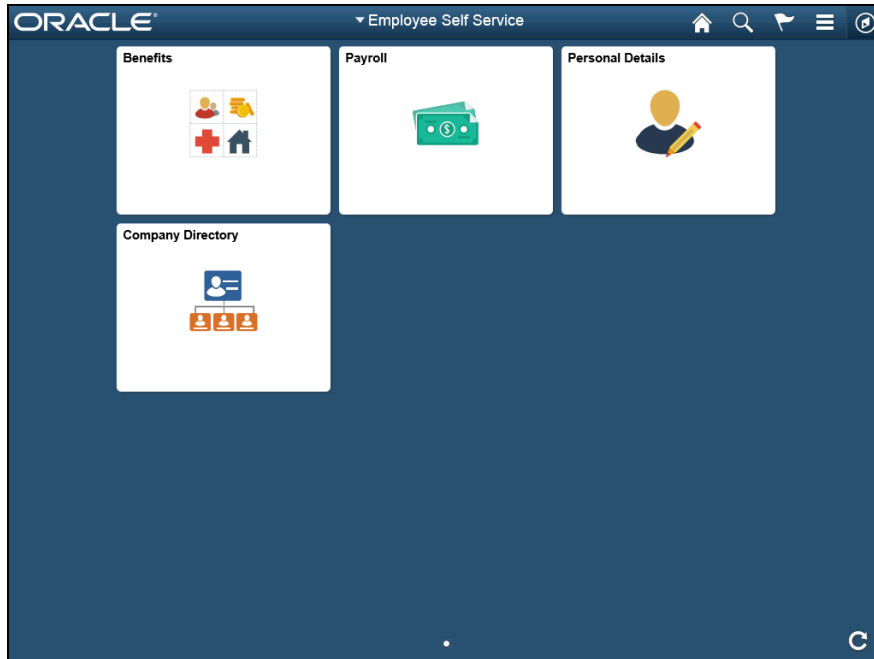 ORACLE
Employee Self Service
Benefits
Payroll
Personal Details
Company Directory